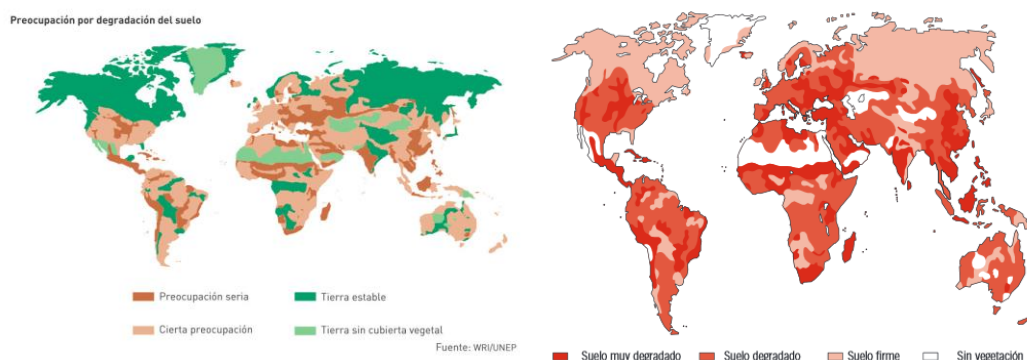 Preocupación por degradación del suelo
Preocupación seria
Tierra estable
Cierta preocupación
Tierra sin cubierta vegetal
Fuente: WRI/UNEP
Suelo muy degradado
Suelo degradado
Suelo firme
Sin vegetación